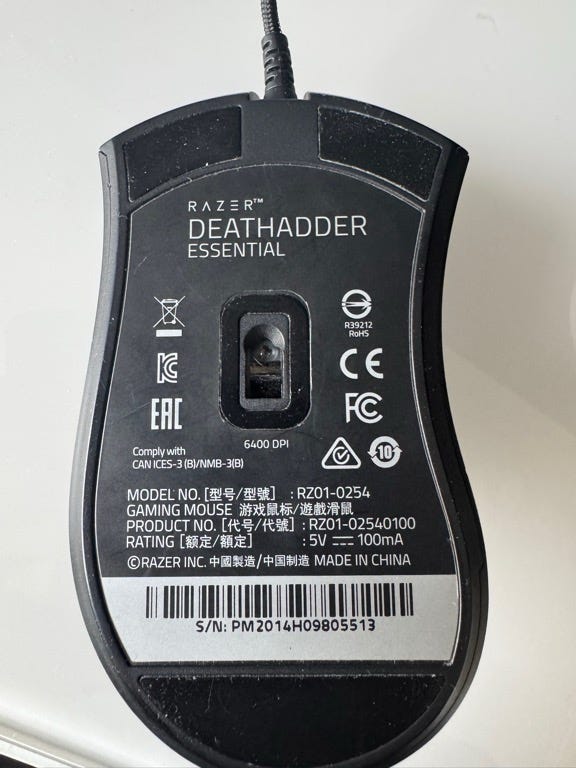 RAZER™
DEATHADDER
ESSENTIAL
R39212
RoHS
CE
FC
EAC
10
6400 DPI
Comply with
CAN ICES-3 (B)/NMB-3(B)
MODEL NO. [型号/型號] : RZ01-0254
GAMING MOUSE 游戏鼠标/遊戲滑鼠
PRODUCT NO. [代号/代號] : RZ01-02540100
RATING [额定/額定] : 5V ⎓ 100mA
©RAZER INC. 中國製造/中国制造 MADE IN CHINA
S/N: PM2014H09805513